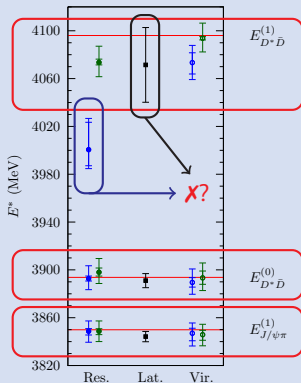 4100
4060
4020
3980
3940
3900
3860
3820
E* (MeV)
E^{(1)}_{D*D̄}
✗?
E^{(0)}_{D*D̄}
E^{(1)}_{J/ψπ}
Res. Lat. Vir.